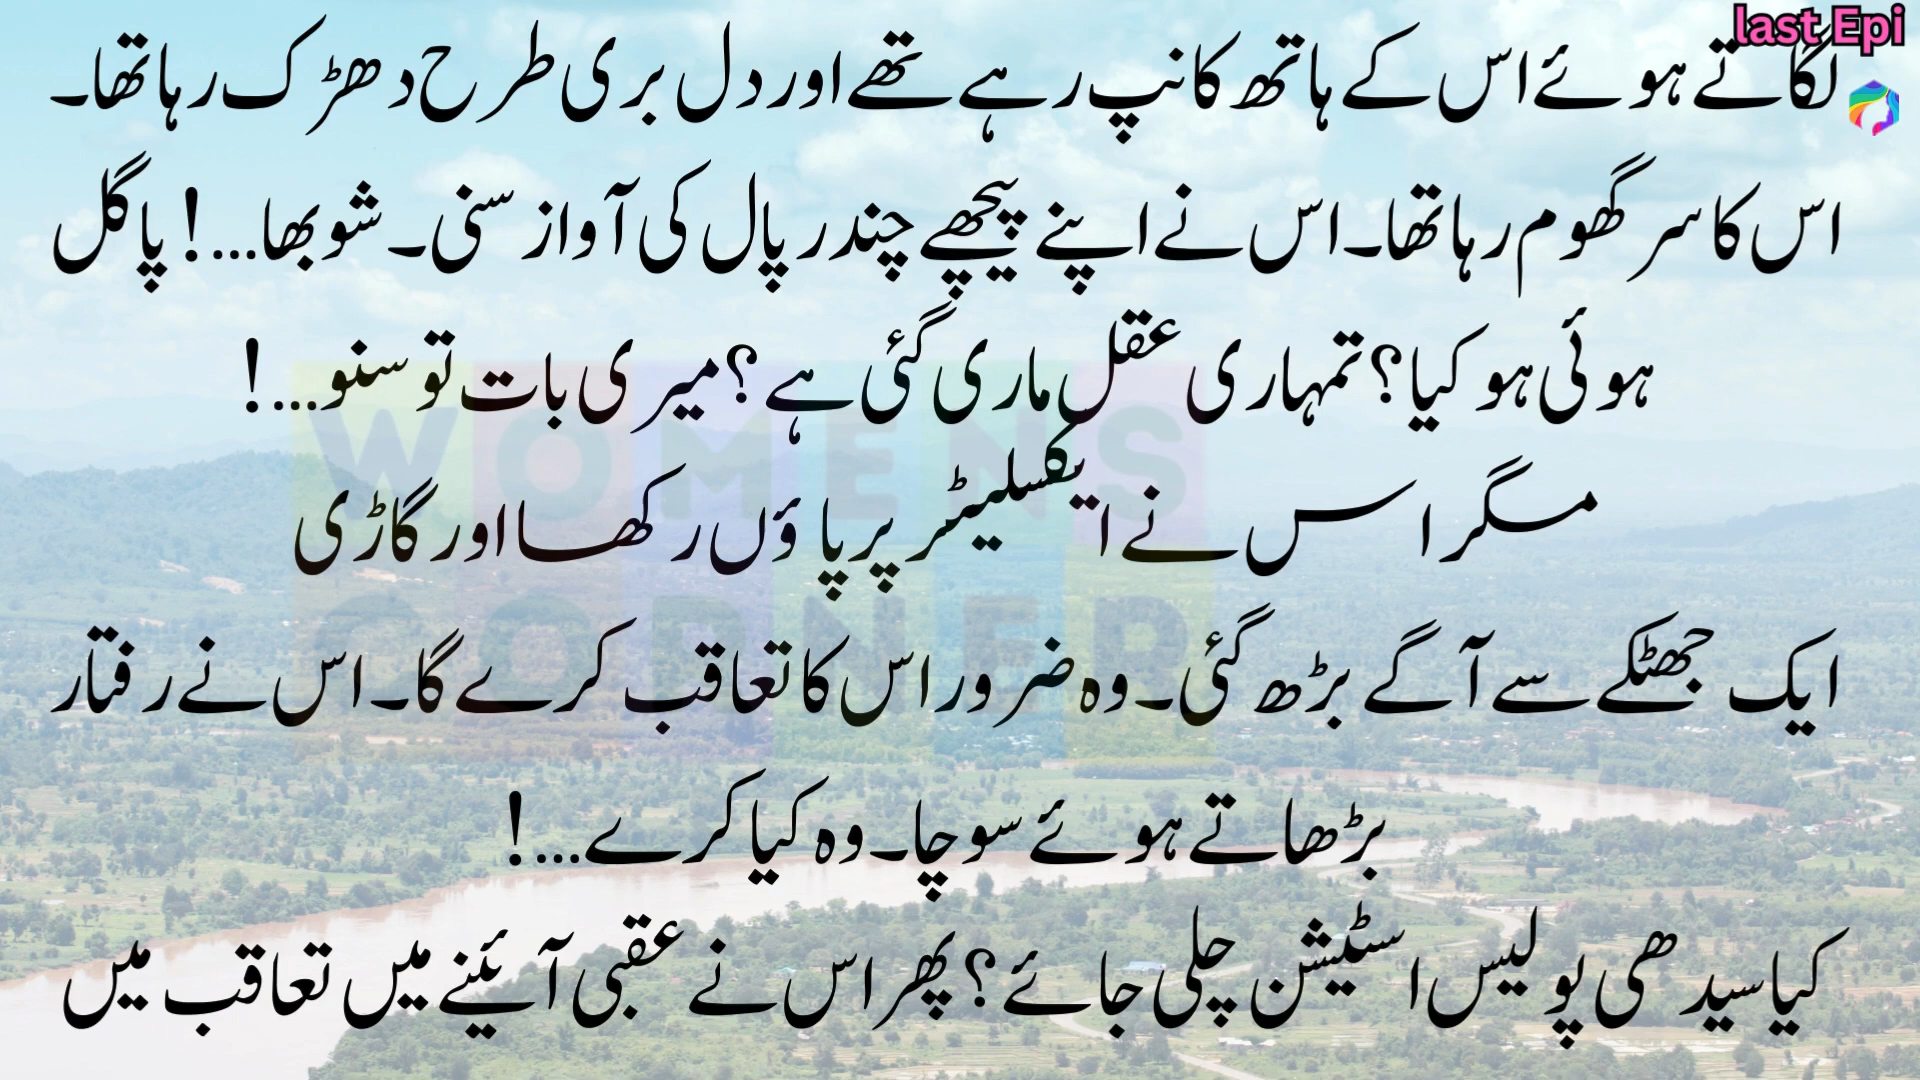 last Epi
لگاتے ہوئے اس کے ہاتھ کانپ رہے تھے اور دل بری طرح دھڑک رہا تھا۔
اس کا سر گھوم رہا تھا۔ اس نے اپنے پیچھے چندر پال کی آواز سنی۔ شوبھا...! پاگل
ہوئی ہو کیا؟ تمہاری عقل ماری گئی ہے؟ میری بات تو سنو...!
مگر اس نے ایکسلیٹر پر پاؤں رکھا اور گاڑی
ایک جھٹکے سے آگے بڑھ گئی۔ وہ ضرور اس کا تعاقب کرے گا۔ اس نے رفتار
بڑھاتے ہوئے سوچا۔ وہ کیا کرے...!
کیا سیدھی پولیس اسٹیشن چلی جائے؟ پھر اس نے عقبی آئینے میں تعاقب میں
WOMENS
CORNER